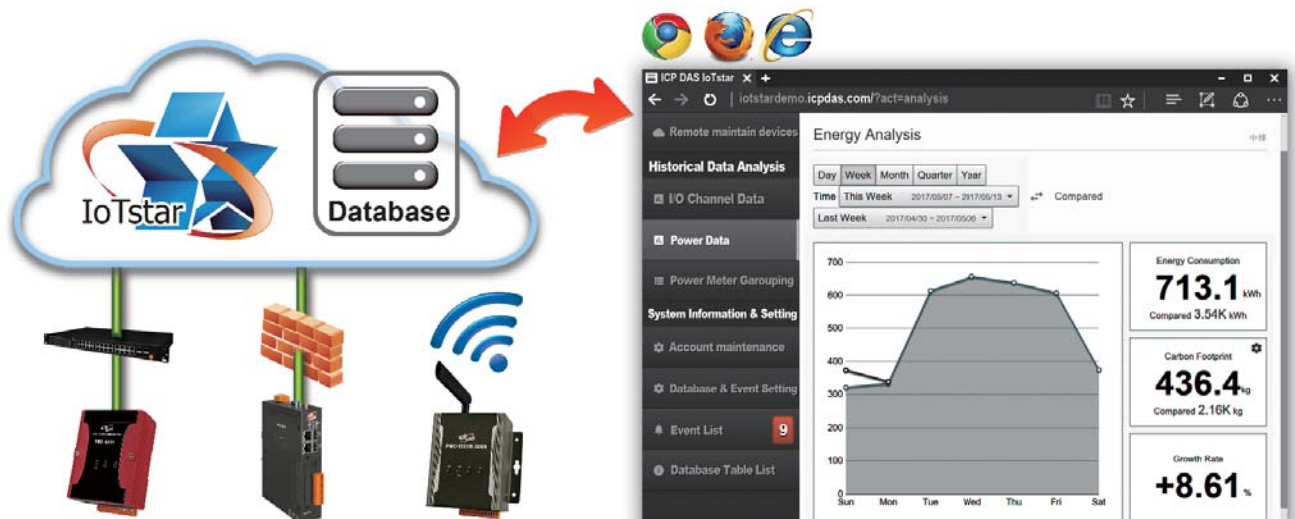 IoTstar
Database
ICP DAS IoTstar
iotstardemo.icpdas.com/?act=analysis
Remote maintain devices
Historical Data Analysis
I/O Channel Data
Power Data
Power Meter Garouping
System Information & Setting
Account maintenance
Database & Event Setting
Event List 9
Database Table List
Energy Analysis
Day Week Month Quarter Year
Time This Week 2017/05/07 ~ 2017/05/13 Compared
Last Week 2017/04/30 ~ 2017/05/06
700
600
500
400
300
200
100
0
Sun Mon Tue Wed Thu Fri Sat
Energy Consumption
713.1 kWh
Compared 3.54K kWh
Carbon Footprint
436.4 kg
Compared 2.16K kg
Growth Rate
+8.61 %